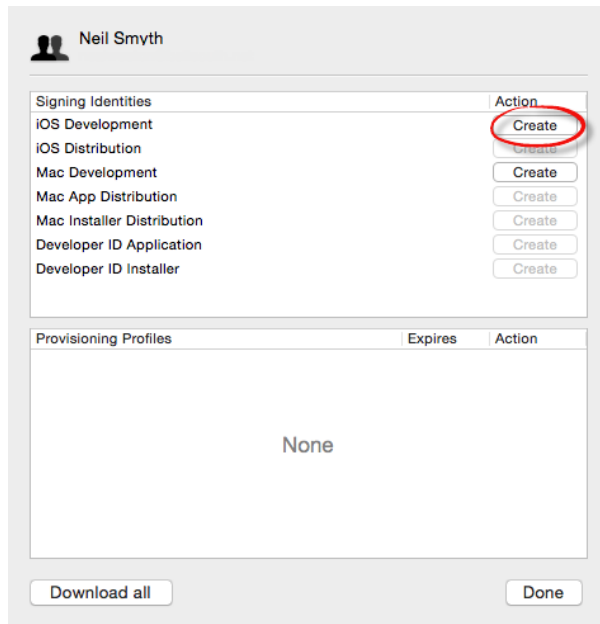 Neil Smyth
Signing Identities Action
iOS Development Create
iOS Distribution Create
Mac Development Create
Mac App Distribution Create
Mac Installer Distribution Create
Developer ID Application Create
Developer ID Installer Create
Provisioning Profiles Expires Action
None
Download all Done